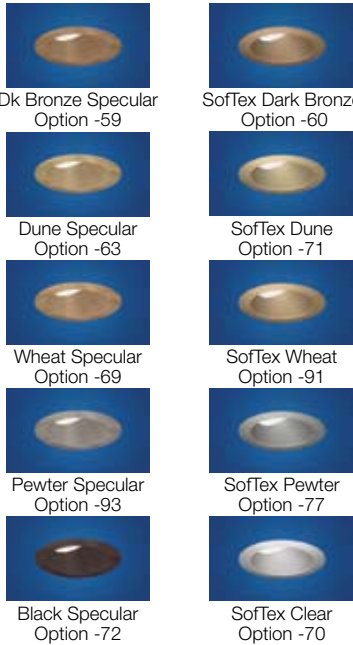 Dk Bronze Specular
Option -59
SofTex Dark Bronze
Option -60
Dune Specular
Option -63
SofTex Dune
Option -71
Wheat Specular
Option -69
SofTex Wheat
Option -91
Pewter Specular
Option -93
SofTex Pewter
Option -77
Black Specular
Option -72
SofTex Clear
Option -70